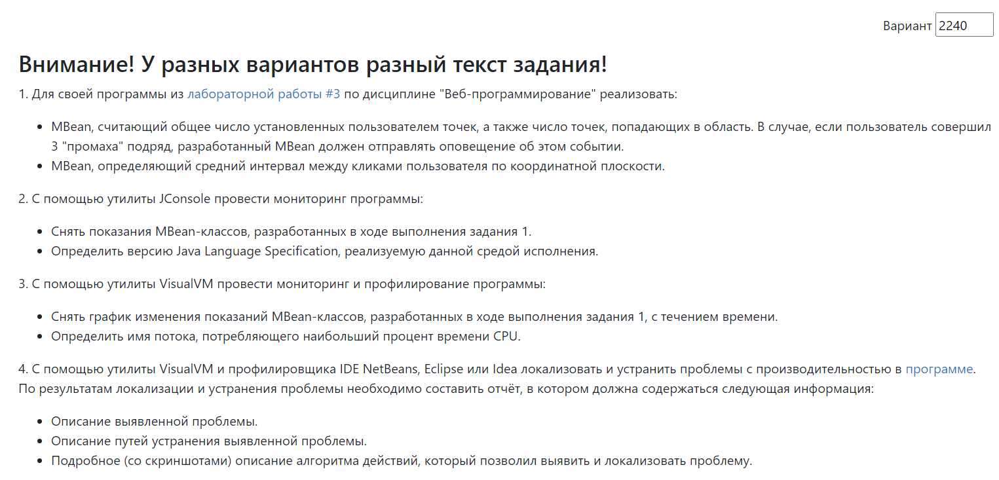 Вариант 2240
Внимание! У разных вариантов разный текст задания!
1. Для своей программы из лабораторной работы #3 по дисциплине "Веб-программирование" реализовать:
• MBean, считающий общее число установленных пользователем точек, а также число точек, попадающих в область. В случае, если пользователь совершил
3 "промаха" подряд, разработанный MBean должен отправлять оповещение об этом событии.
• MBean, определяющий средний интервал между кликами пользователя по координатной плоскости.
2. С помощью утилиты JConsole провести мониторинг программы:
• Снять показания MBean-классов, разработанных в ходе выполнения задания 1.
• Определить версию Java Language Specification, реализуемую данной средой исполнения.
3. С помощью утилиты VisualVM провести мониторинг и профилирование программы:
• Снять график изменения показаний MBean-классов, разработанных в ходе выполнения задания 1, с течением времени.
• Определить имя потока, потребляющего наибольший процент времени CPU.
4. С помощью утилиты VisualVM и профилировщика IDE NetBeans, Eclipse или Idea локализовать и устранить проблемы с производительностью в программе.
По результатам локализации и устранения проблемы необходимо составить отчёт, в котором должна содержаться следующая информация:
• Описание выявленной проблемы.
• Описание путей устранения выявленной проблемы.
• Подробное (со скриншотами) описание алгоритма действий, который позволил выявить и локализовать проблему.